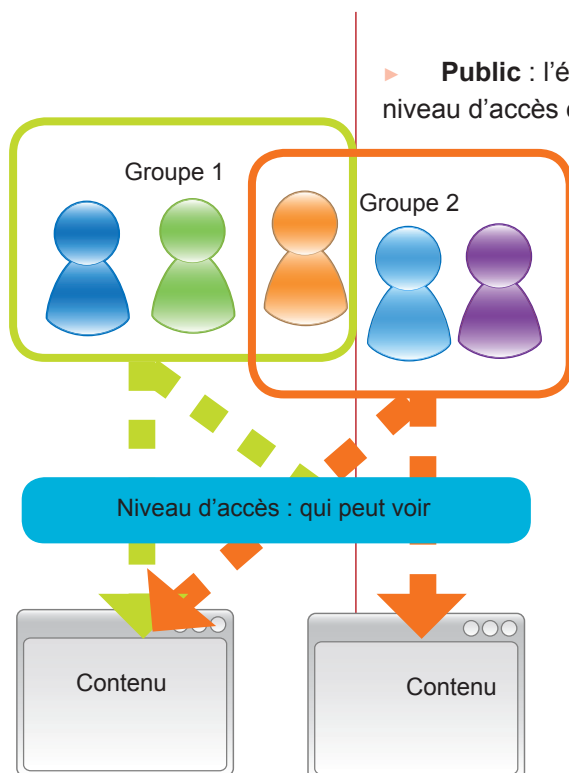 ► Public : l’é
niveau d’accès
Groupe 1
Groupe 2
Niveau d’accès : qui peut voir
Contenu
Contenu